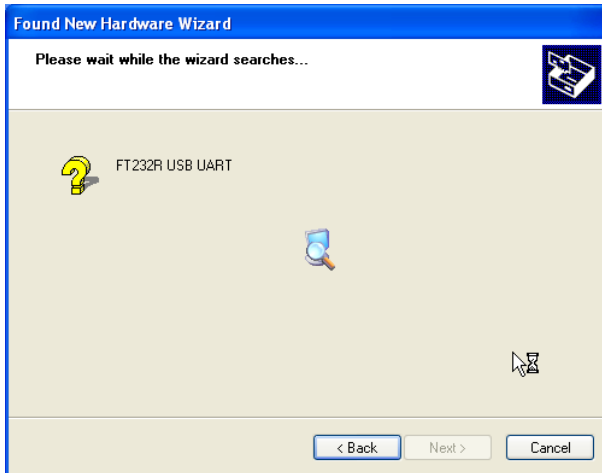 Found New Hardware Wizard
Please wait while the wizard searches...
FT232R USB UART
< Back
Next >
Cancel